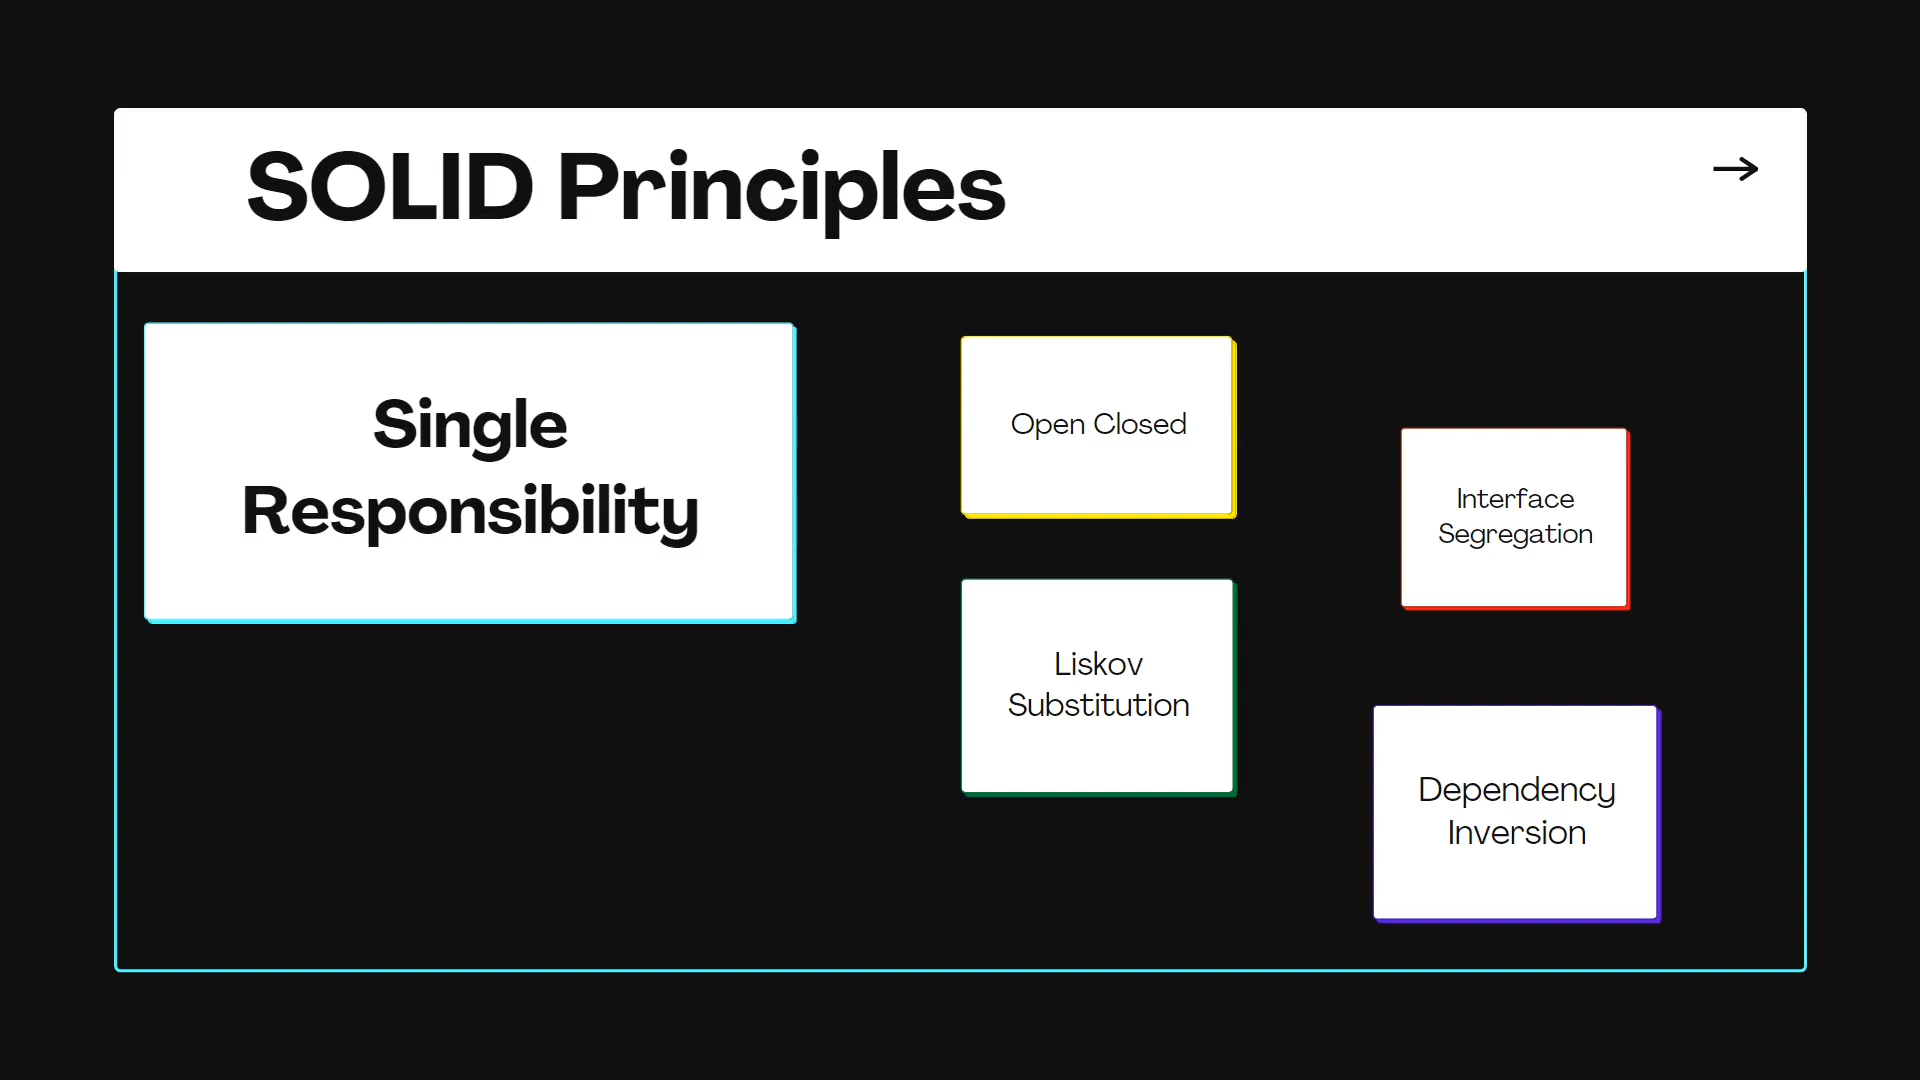 SOLID Principles
Single
Responsibility
Open Closed
Liskov
Substitution
Interface
Segregation
Dependency
Inversion